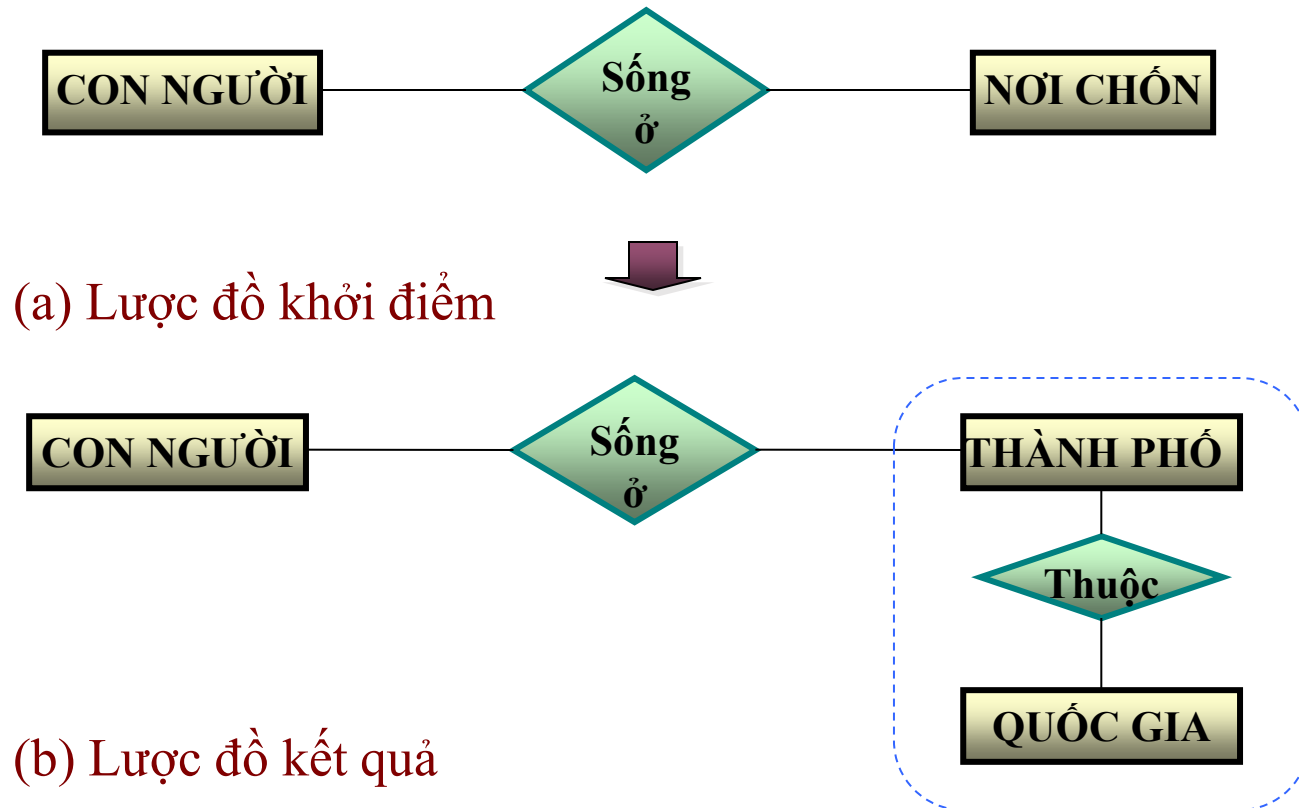 CON NGƯỜI
Sống
ở
NƠI CHỐN
(a) Lược đồ khởi điểm
CON NGƯỜI
Sống
ở
THÀNH PHỐ
Thuộc
QUỐC GIA
(b) Lược đồ kết quả